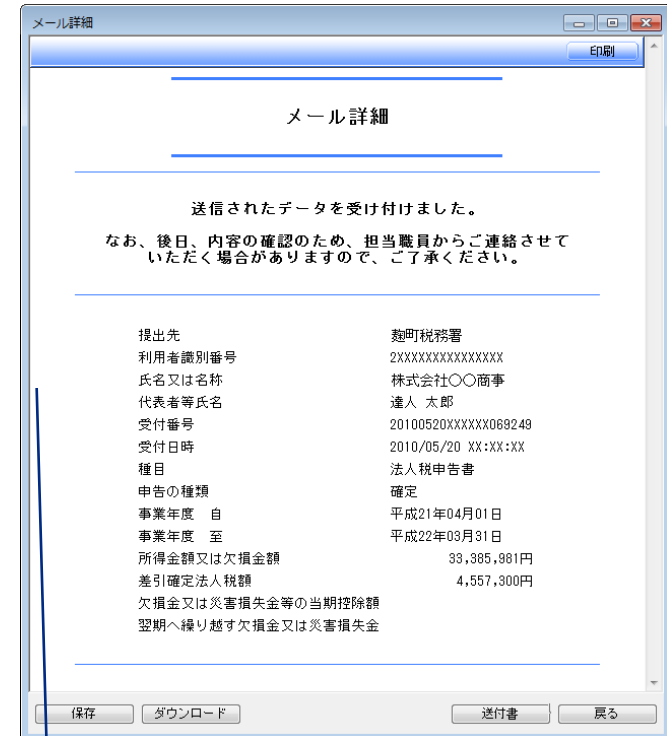 メール詳細
印刷
メール詳細
送信されたデータを受け付けました。
なお、後日、内容の確認のため、担当職員からご連絡させて
いただく場合がありますので、ご了承ください。
提出先 麹町税務署
利用者識別番号 2XXXXXXXXXXXXXXX
氏名又は名称 株式会社○○商事
代表者等氏名 達人 太郎
受付番号 20100520XXXXXX069249
受付日時 2010/05/20 XX:XX:XX
種目 法人税申告書
申告の種類 確定
事業年度 自 平成21年04月01日
事業年度 至 平成22年03月31日
所得金額又は欠損金額 33,385,981円
差引確定法人税額 4,557,300円
欠損金又は災害損失金等の当期控除額
翌期へ繰り越す欠損金又は災害損失金
保存 ダウンロード 送付書 戻る